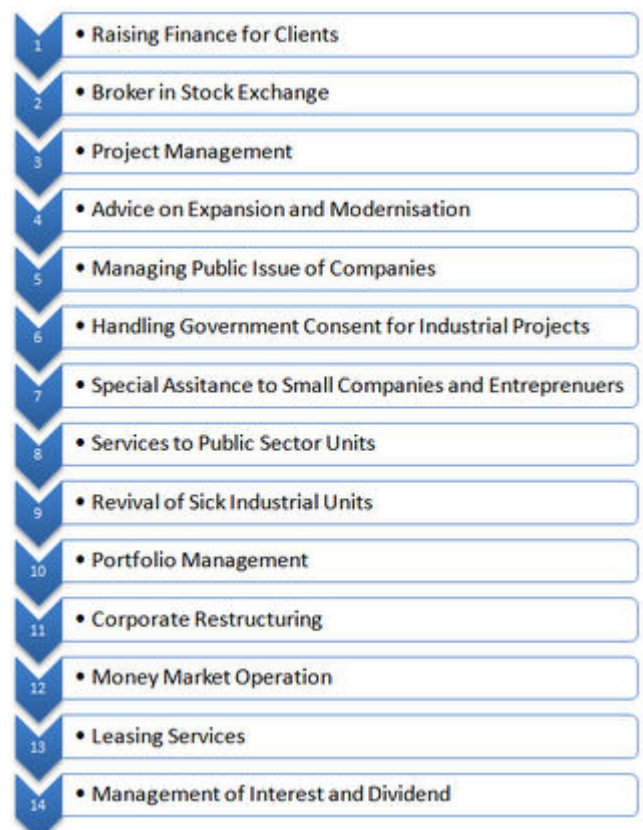 1
• Raising Finance for Clients
2
• Broker in Stock Exchange
3
• Project Management
4
• Advice on Expansion and Modernisation
5
• Managing Public Issue of Companies
6
• Handling Government Consent for Industrial Projects
7
• Special Assitance to Small Companies and Entreprenuers
8
• Services to Public Sector Units
9
• Revival of Sick Industrial Units
10
• Portfolio Management
11
• Corporate Restructuring
12
• Money Market Operation
13
• Leasing Services
14
• Management of Interest and Dividend